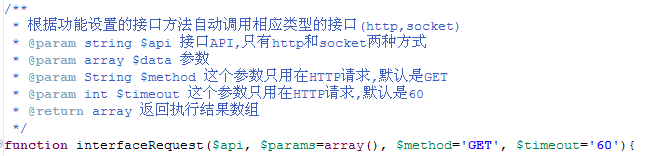 /**
 * 根据功能设置的接口方法自动调用相应类型的接口(http,socket)
 * @param string $api 接口API,只有http和socket两种方式
 * @param array $data 参数
 * @param String $method 这个参数只用在HTTP请求,默认是GET
 * @param int $timeout 这个参数只用在HTTP请求,默认是60
 * @return array 返回执行结果数组
 */
function interfaceRequest($api, $params=array(), $method='GET', $timeout='60'){